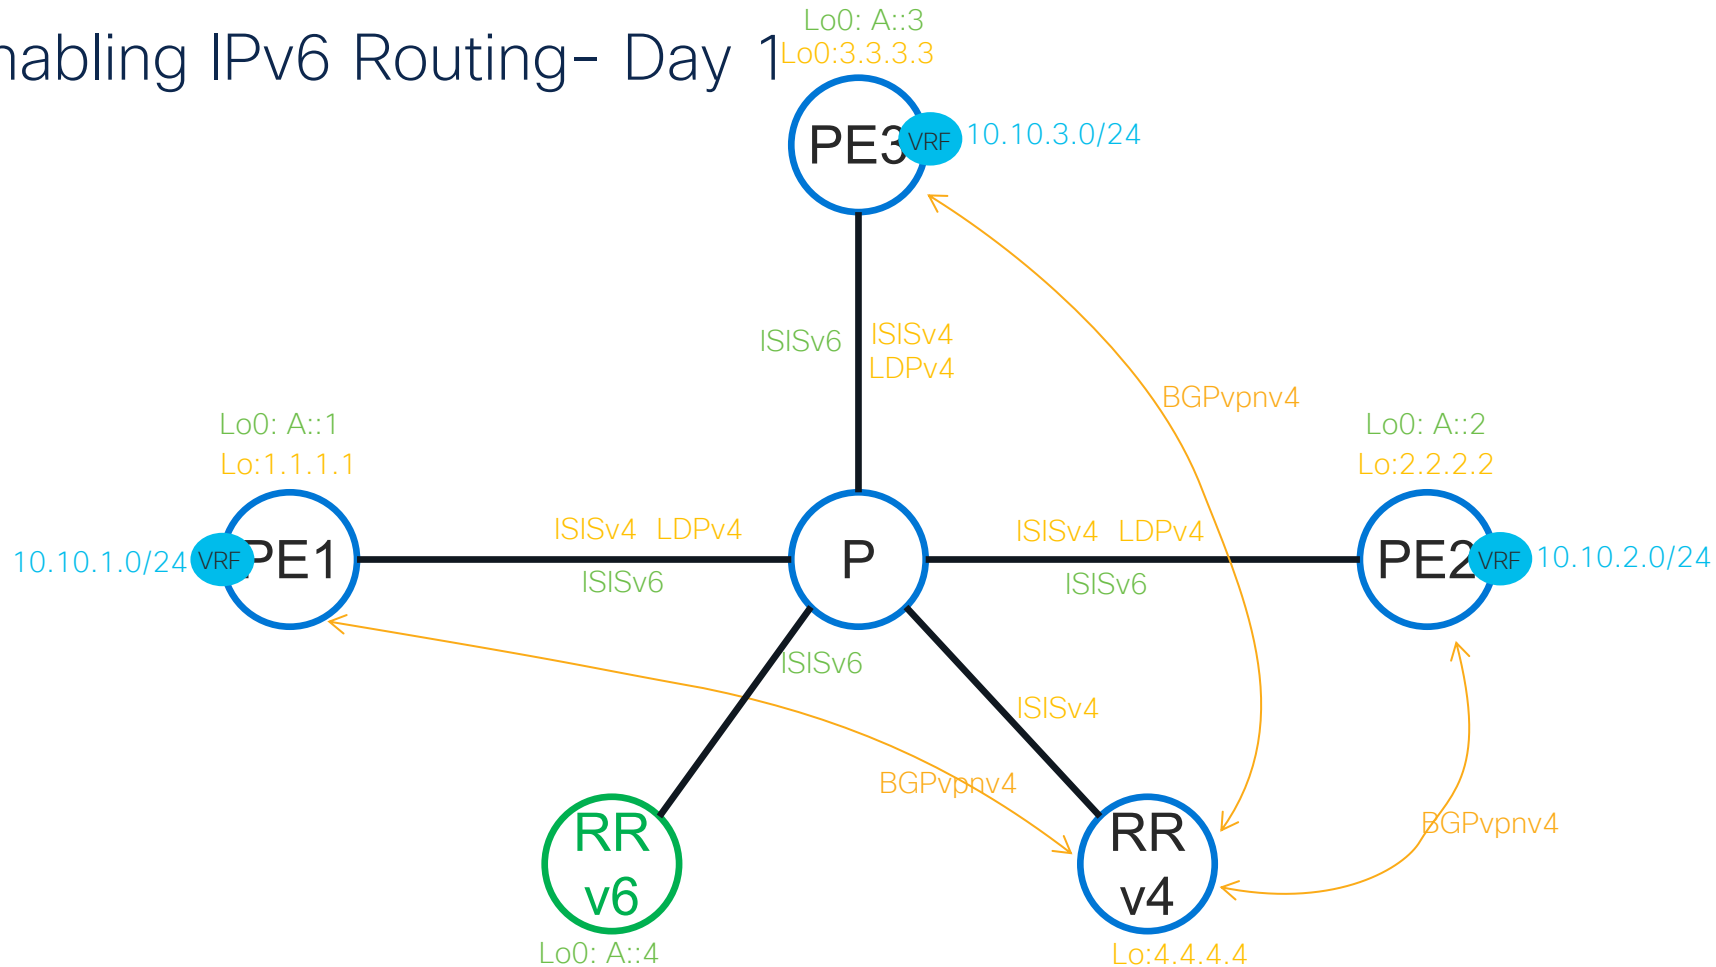 nabling IPv6 Routing- Day 1
Lo0: A::3
Lo0:3.3.3.3
PE3
VRF
10.10.3.0/24
ISISv6
ISISv4
LDPv4
BGPvpnv4
Lo0: A::1
Lo:1.1.1.1
Lo0: A::2
Lo:2.2.2.2
10.10.1.0/24
VRF
PE1
ISISv4 LDPv4
ISISv6
P
ISISv4 LDPv4
ISISv6
PE2
VRF
10.10.2.0/24
ISISv6
ISISv4
BGPvpnv4
BGPvpnv4
RR
v6
Lo0: A::4
RR
v4
Lo:4.4.4.4